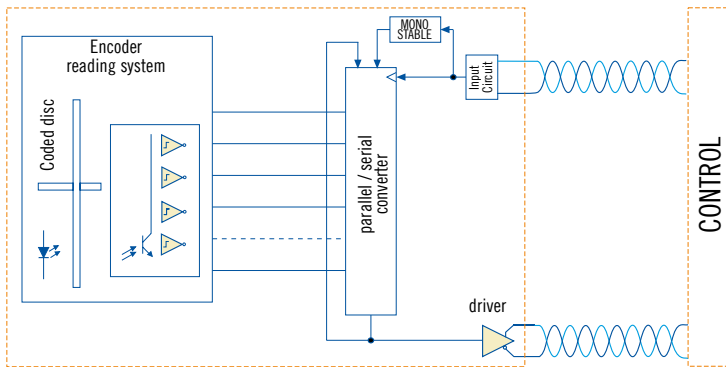 Encoder
reading system
Coded disc
MONO
STABLE
Input
Circuit
parallel / serial
converter
driver
CONTROL